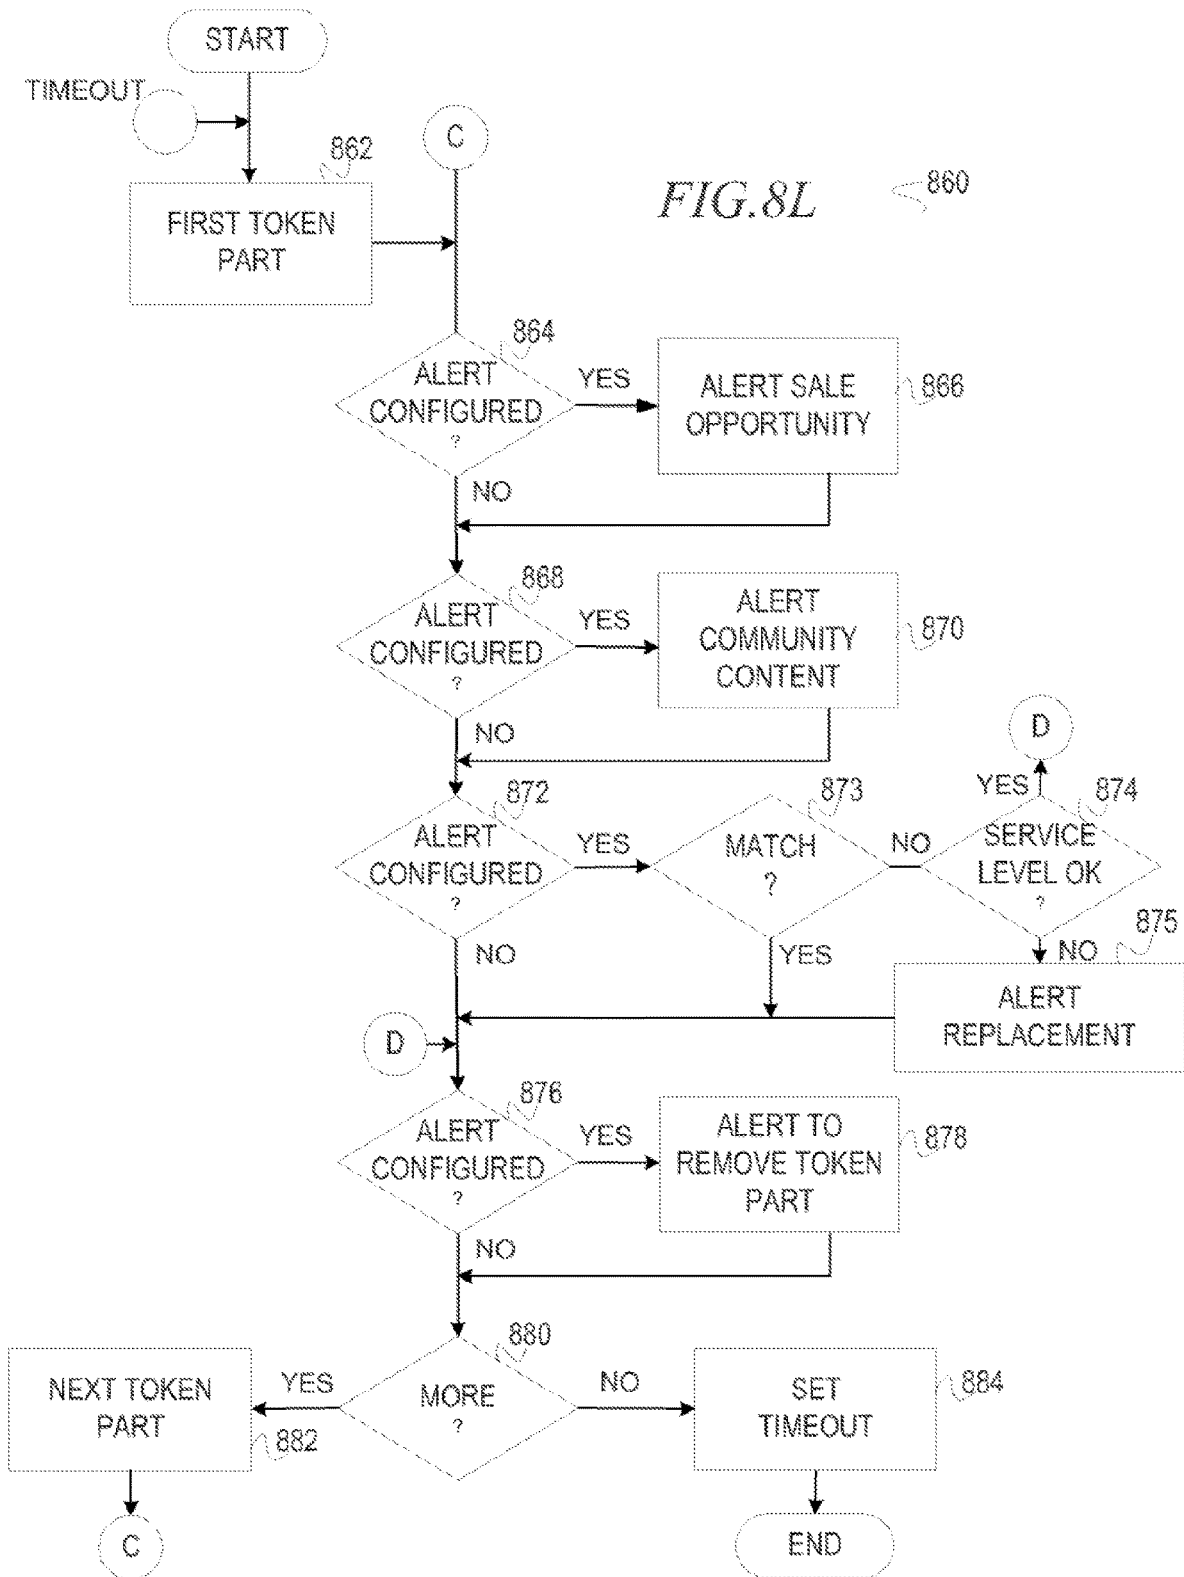 START
TIMEOUT
C
862
FIG.8L
860
FIRST TOKEN
PART
864
ALERT
CONFIGURED
?
YES
ALERT SALE
OPPORTUNITY
866
NO
868
ALERT
CONFIGURED
?
YES
ALERT
COMMUNITY
CONTENT
870
NO
D
872
ALERT
CONFIGURED
?
YES
873
MATCH
?
NO
YES
874
SERVICE
LEVEL OK
?
NO
YES
NO
875
ALERT
REPLACEMENT
D
876
ALERT
CONFIGURED
?
YES
ALERT TO
REMOVE TOKEN
PART
878
NO
880
MORE
?
YES
NEXT TOKEN
PART
882
NO
SET
TIMEOUT
884
C
END